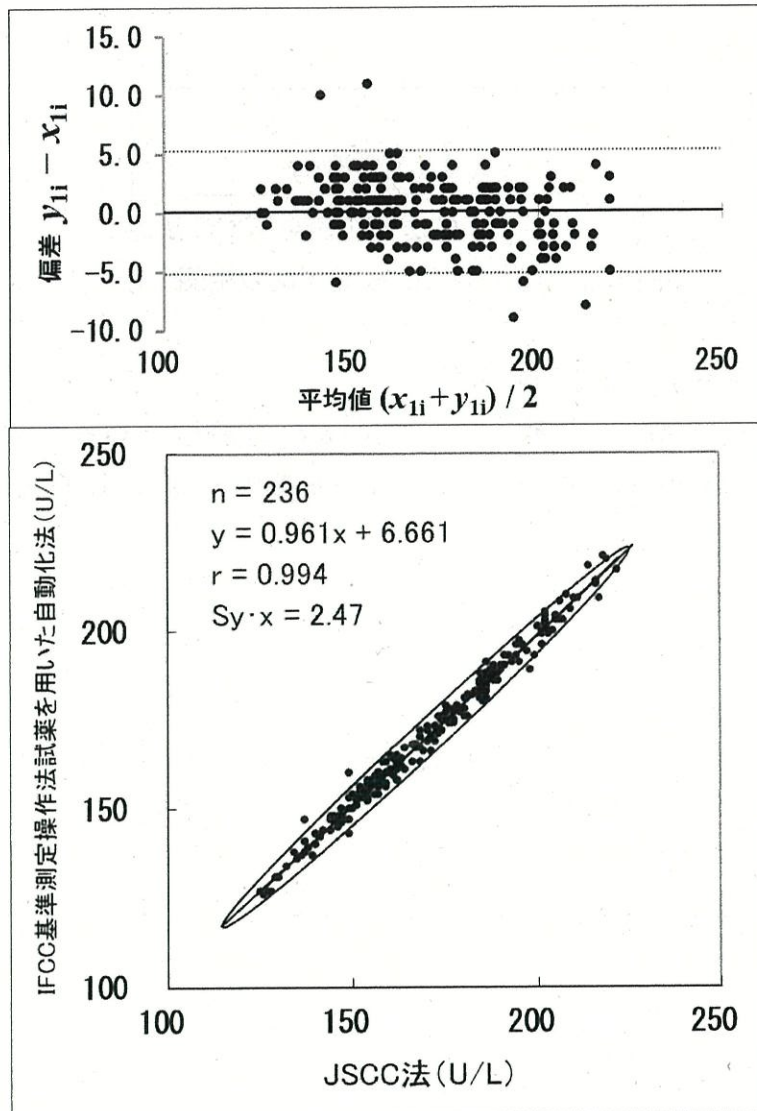 15.0
10.0
5.0
0.0
-5.0
-10.0
偏差 y1i − x1i
100 150 200 250
平均値 (x1i + y1i) / 2
250
200
150
100
IFCC基準測定操作法試薬を用いた自動化法(U/L)
n = 236
y = 0.961x + 6.661
r = 0.994
Sy·x = 2.47
100 150 200 250
JSCC法(U/L)